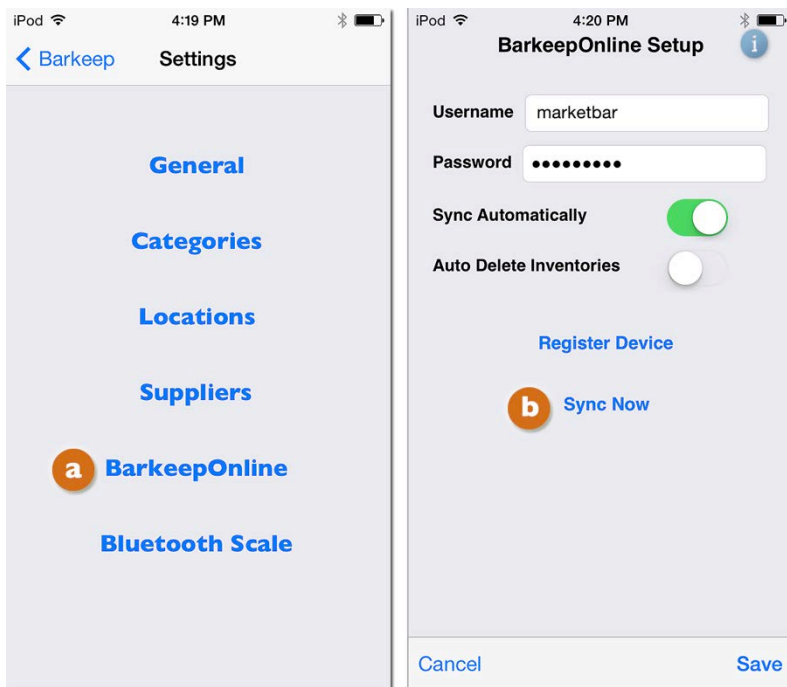 iPod 4:19 PM
Barkeep Settings
General
Categories
Locations
Suppliers
a BarkeepOnline
Bluetooth Scale
iPod 4:20 PM
BarkeepOnline Setup i
Username marketbar
Password •••••••••
Sync Automatically
Auto Delete Inventories
Register Device
b Sync Now
Cancel Save